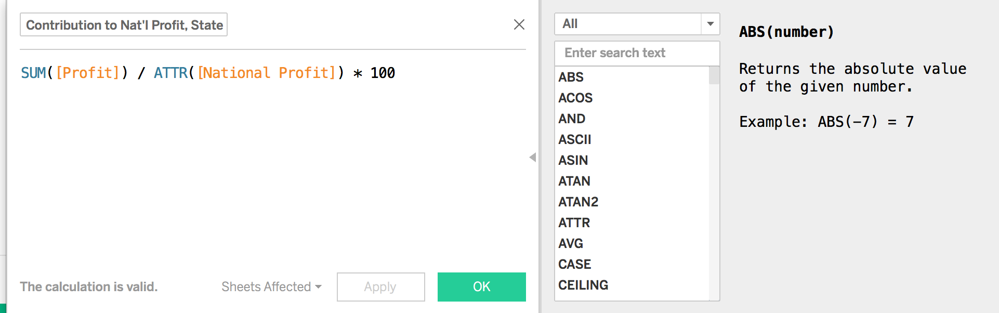 Contribution to Nat'l Profit, State
SUM([Profit]) / ATTR([National Profit]) * 100
The calculation is valid.
Sheets Affected
Apply
OK
All
Enter search text
ABS
ACOS
AND
ASCII
ASIN
ATAN
ATAN2
ATTR
AVG
CASE
CEILING
ABS(number)
Returns the absolute value
of the given number.
Example: ABS(-7) = 7